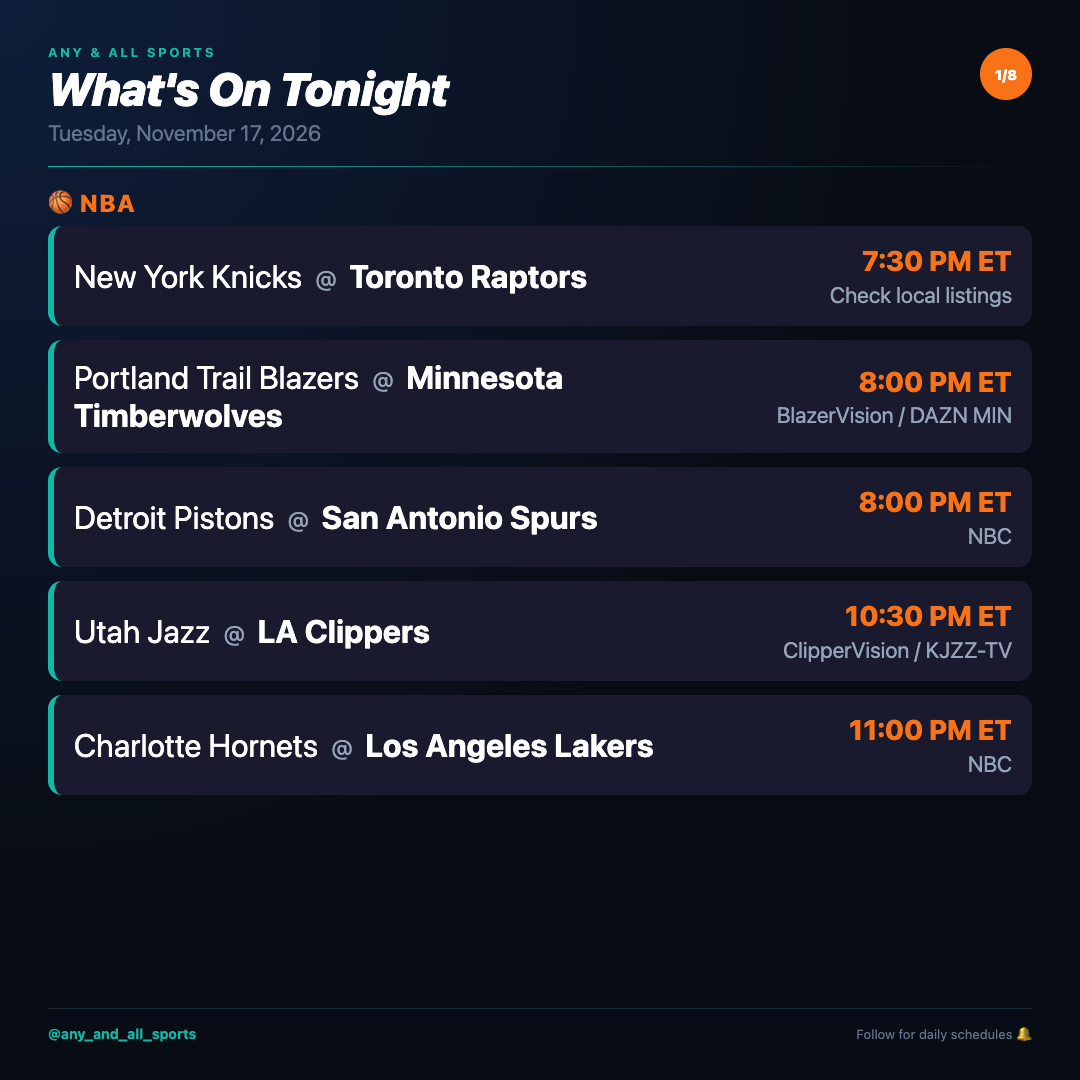 ANY & ALL SPORTS
What's On Tonight
Tuesday, November 17, 2026
1/8
🏀 NBA
New York Knicks @ Toronto Raptors
7:30 PM ET
Check local listings
Portland Trail Blazers @ Minnesota
Timberwolves
8:00 PM ET
BlazerVision / DAZN MIN
Detroit Pistons @ San Antonio Spurs
8:00 PM ET
NBC
Utah Jazz @ LA Clippers
10:30 PM ET
ClipperVision / KJZZ-TV
Charlotte Hornets @ Los Angeles Lakers
11:00 PM ET
NBC
@any_and_all_sports
Follow for daily schedules 🔔